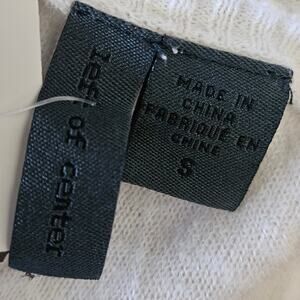 left of center
MADE IN
CHINA
FABRIQUÉ EN
CHINE
S